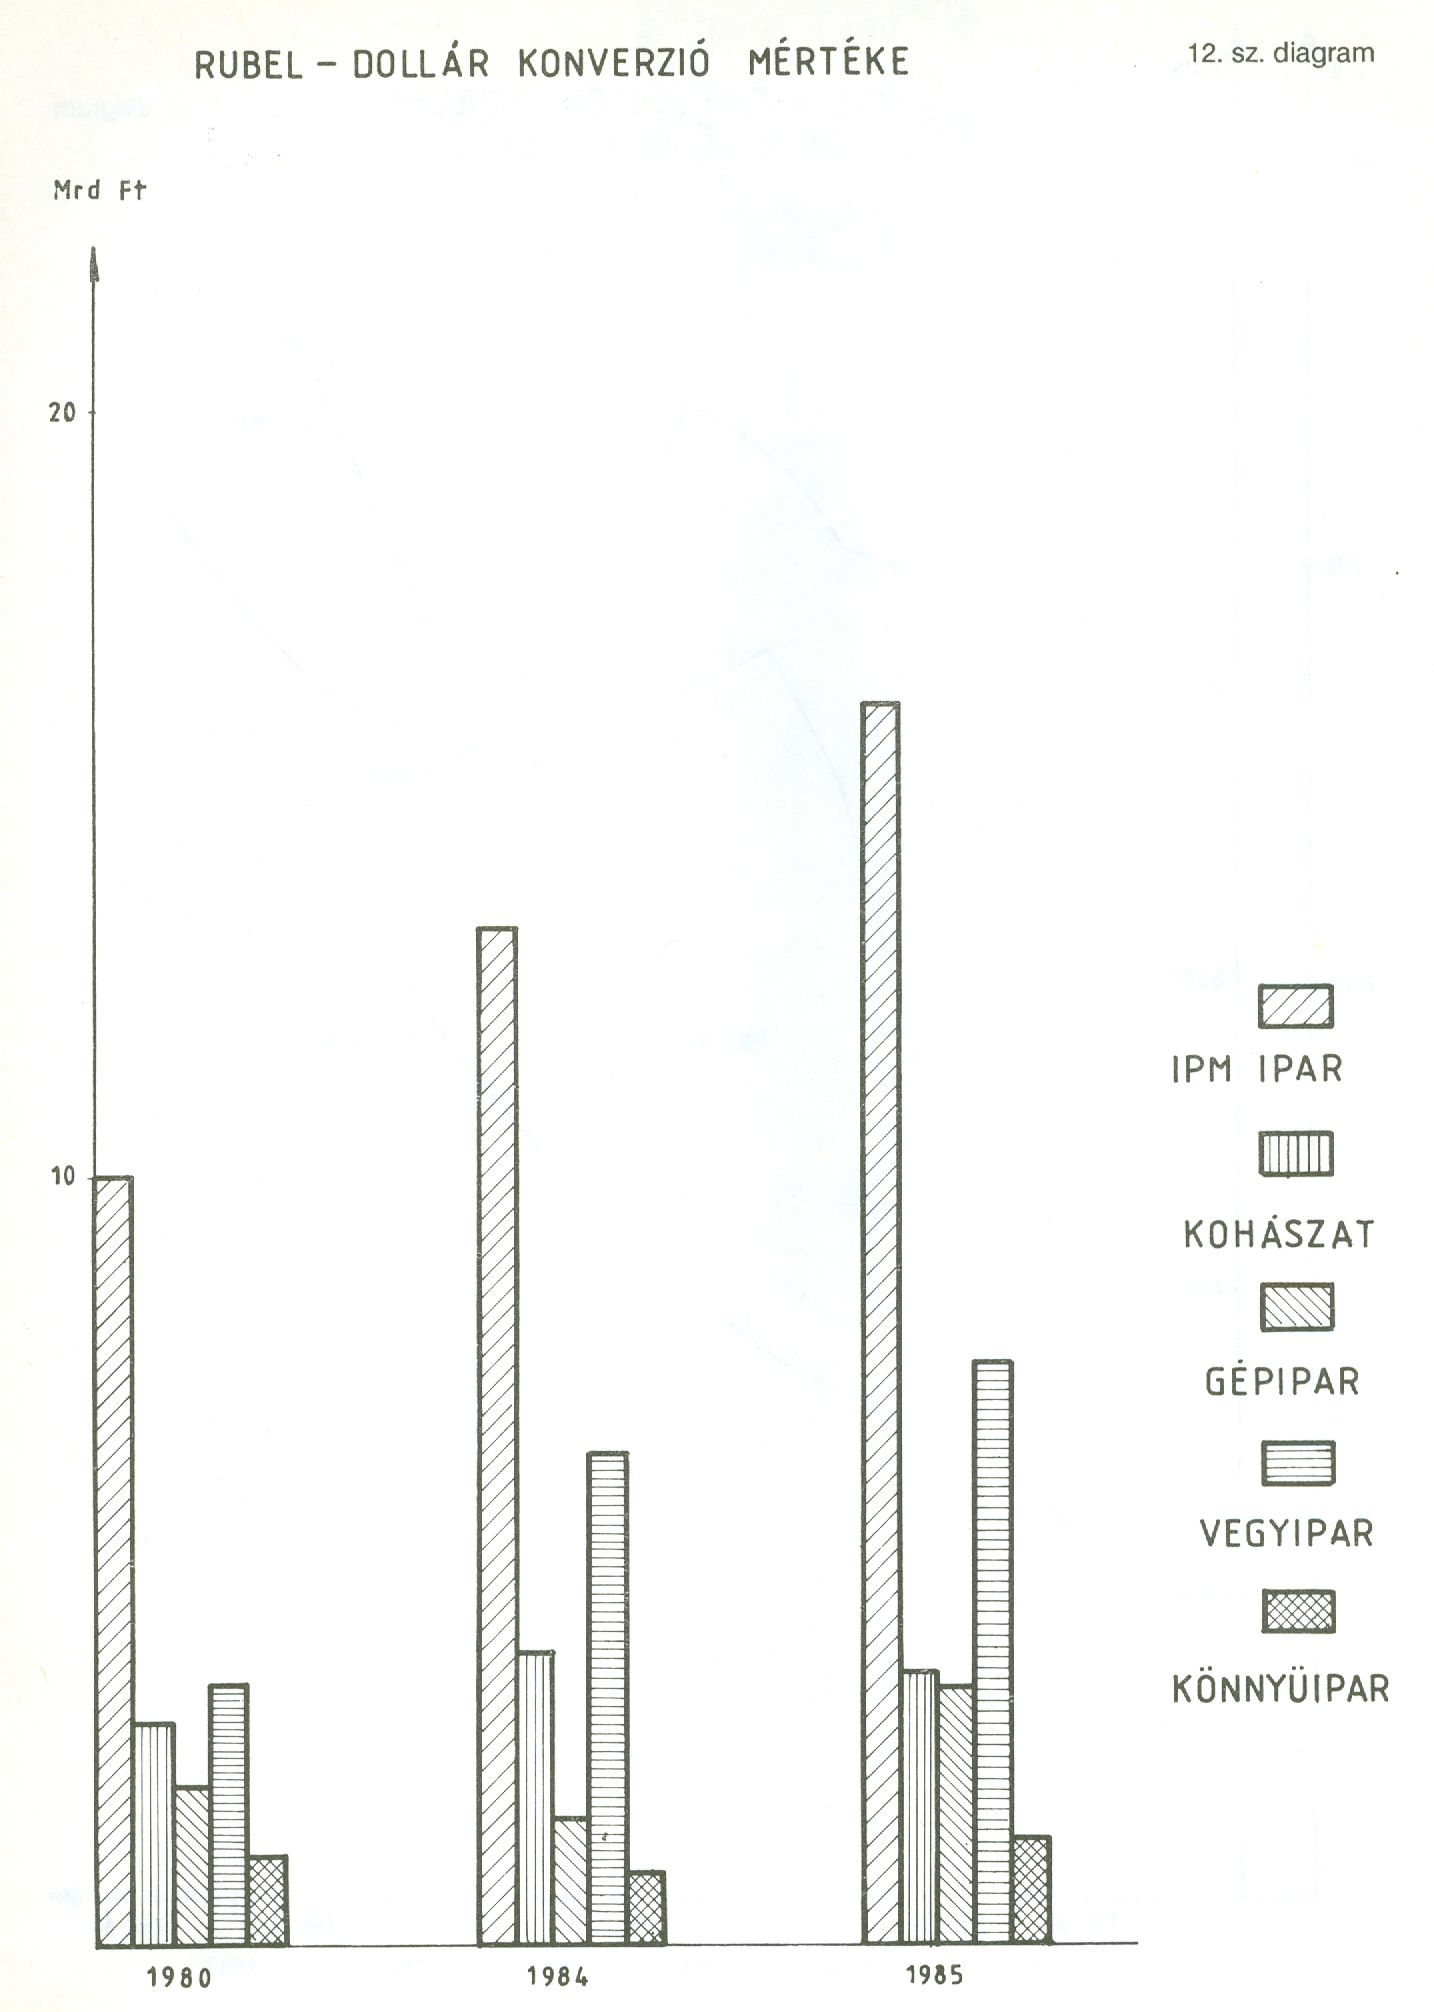 RUBEL - DOLLÁR KONVERZIÓ MÉRTÉKE
12. sz. diagram
Mrd Ft
20
10
IPM IPAR
KOHÁSZAT
GÉPIPAR
VEGYIPAR
KÖNNYÜIPAR
1980
1984
1985